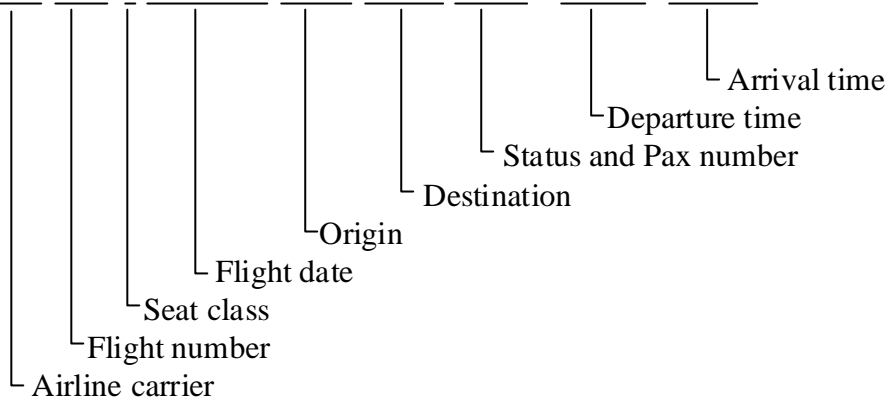 Arrival time
Departure time
Status and Pax number
Destination
Origin
Flight date
Seat class
Flight number
Airline carrier